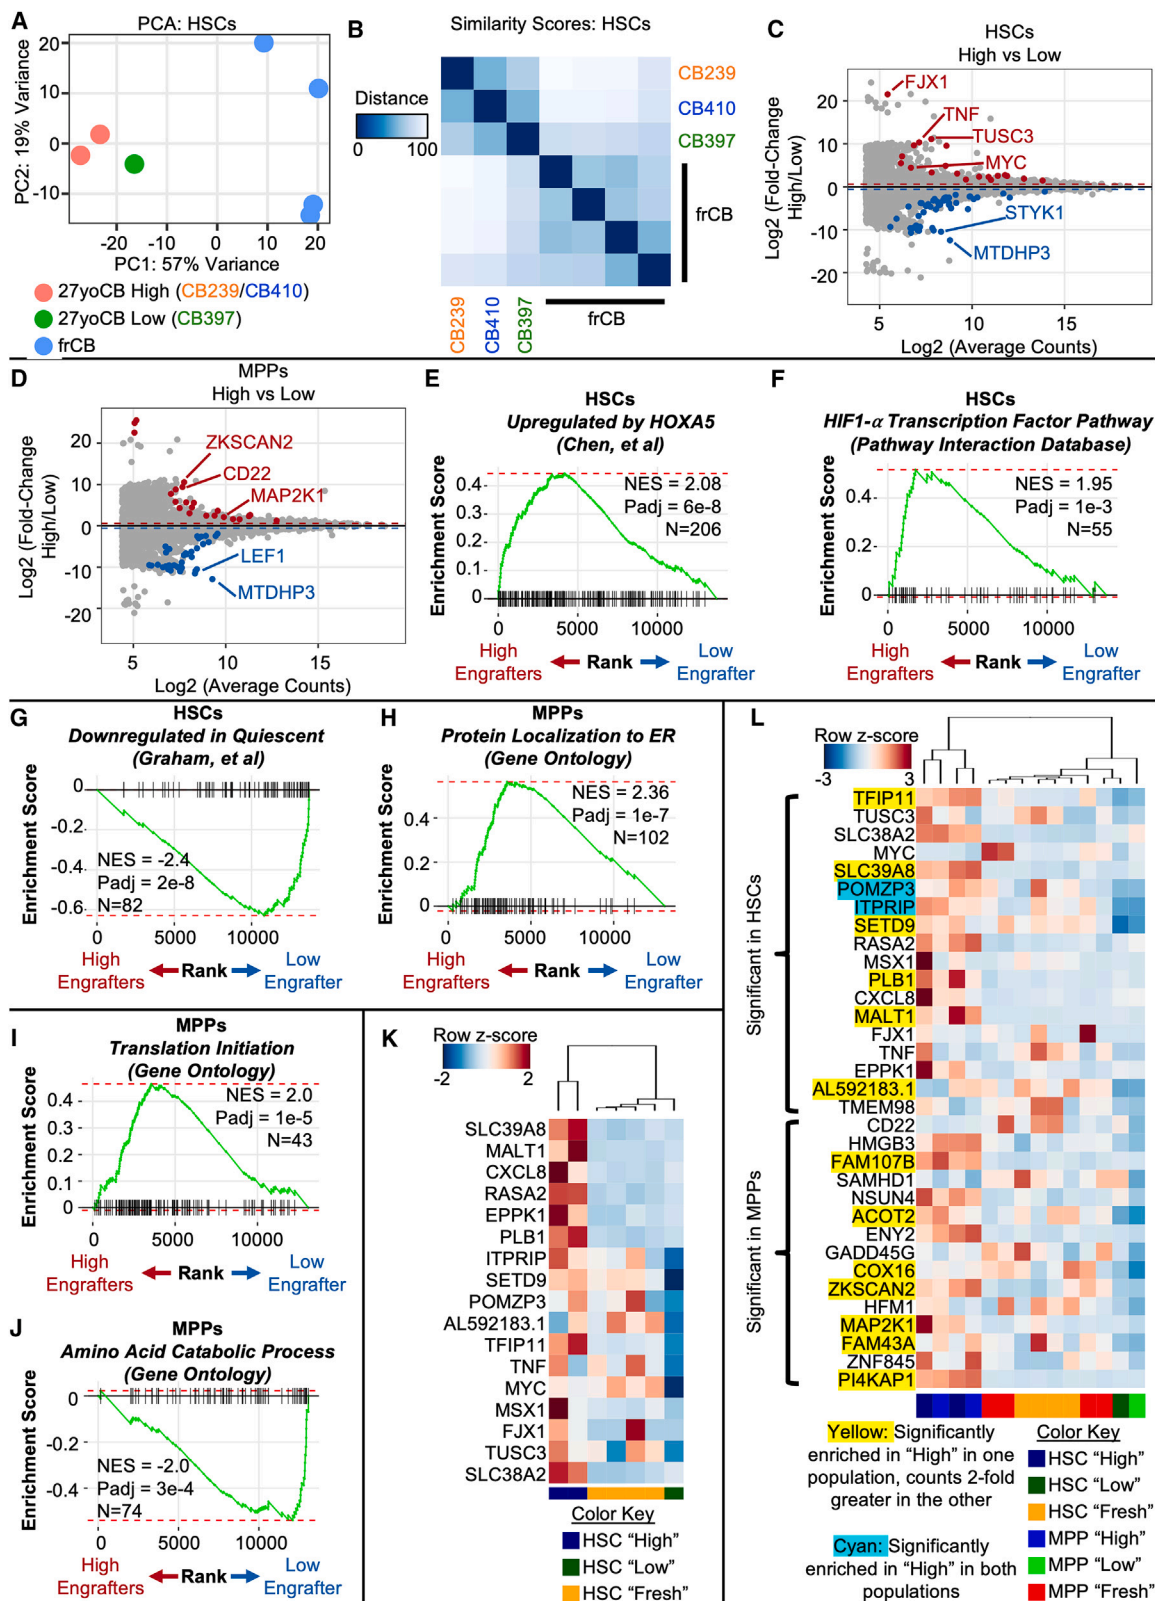 A
PCA: HSCs
PC2: 19% Variance
20
10
0
-10
-20
-10
0
10
20
PC1: 57% Variance
27yoCB High (CB239/CB410)
27yoCB Low (CB397)
frCB
B
Similarity Scores: HSCs
Distance
0
100
CB239
CB410
CB397
frCB
CB239
CB410
CB397
frCB
C
HSCs
High vs Low
Log2 (Fold-Change
High/Low)
20
10
0
-10
-20
FJX1
TNF
TUSC3
MYC
STYK1
MTDHP3
5
10
15
Log2 (Average Counts)
D
MPPs
High vs Low
Log2 (Fold-Change
High/Low)
20
10
0
-10
-20
ZKSCAN2
CD22
MAP2K1
LEF1
MTDHP3
5
10
15
Log2 (Average Counts)
E
HSCs
Upregulated by HOXA5
(Chen, et al)
Enrichment Score
0.4
0.3
0.2
0.1
0
NES = 2.08
Padj = 6e-8
N=206
0
5000
10000
High
Engrafters
Rank
Low
Engrafter
F
HSCs
HIF1-α Transcription Factor Pathway
(Pathway Interaction Database)
Enrichment Score
0.4
0.2
0
NES = 1.95
Padj = 1e-3
N=55
0
5000
10000
High
Engrafters
Rank
Low
Engrafter
G
HSCs
Downregulated in Quiescent
(Graham, et al)
Enrichment Score
0
-0.2
-0.4
-0.6
NES = -2.4
Padj = 2e-8
N=82
0
5000
10000
High
Engrafters
Rank
Low
Engrafter
H
MPPs
Protein Localization to ER
(Gene Ontology)
Enrichment Score
0.4
0.2
0
NES = 2.36
Padj = 1e-7
N=102
0
5000
10000
High
Engrafters
Rank
Low
Engrafter
I
MPPs
Translation Initiation
(Gene Ontology)
Enrichment Score
0.4
0.3
0.2
0.1
0
NES = 2.0
Padj = 1e-5
N=43
0
5000
10000
High
Engrafters
Rank
Low
Engrafter
J
MPPs
Amino Acid Catabolic Process
(Gene Ontology)
Enrichment Score
0
-0.2
-0.4
NES = -2.0
Padj = 3e-4
N=74
0
5000
10000
High
Engrafters
Rank
Low
Engrafter
K
Row z-score
-2
2
SLC39A8
MALT1
CXCL8
RASA2
EPPK1
PLB1
ITPRIP
SETD9
POMZP3
AL592183.1
TFIP11
TNF
MYC
MSX1
FJX1
TUSC3
SLC38A2
Color Key
HSC “High”
HSC “Low”
HSC “Fresh”
L
Row z-score
-3
3
Significant in HSCs
TFIP11
TUSC3
SLC38A2
MYC
SLC39A8
POMZP3
ITPRIP
SETD9
RASA2
MSX1
PLB1
CXCL8
MALT1
FJX1
TNF
EPPK1
AL592183.1
TMEM98
Significant in MPPs
CD22
HMGB3
FAM107B
SAMHD1
NSUN4
ACOT2
ENY2
GADD45G
COX16
ZKSCAN2
HFM1
MAP2K1
FAM43A
ZNF845
PI4KAP1
Yellow: Significantly
enriched in “High” in one
population, counts 2-fold
greater in the other
Cyan: Significantly
enriched in “High” in both
populations
Color Key
HSC “High”
HSC “Low”
HSC “Fresh”
MPP “High”
MPP “Low”
MPP “Fresh”